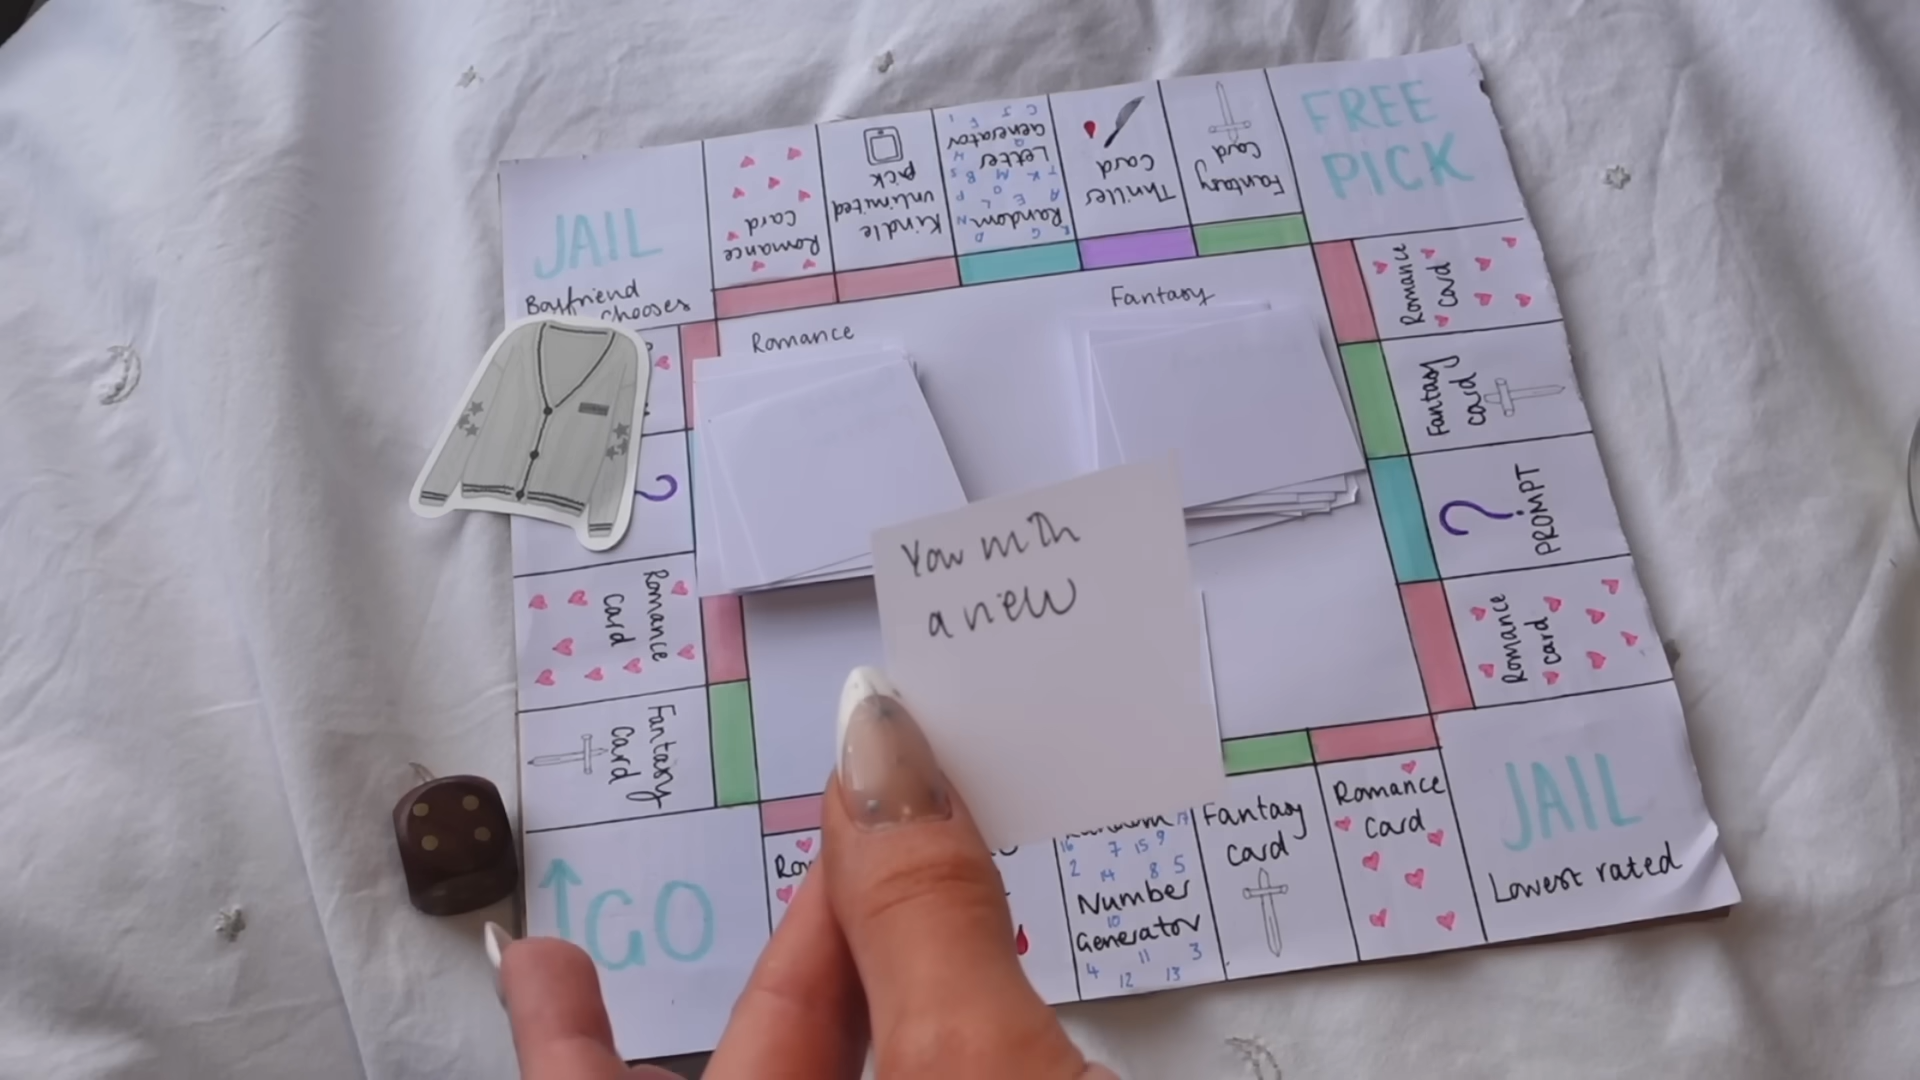 FREE
PICK
Fantasy
Card
Thriller
Card
Random
Letter
Generator
Kindle
unlimited
pick
Romance
Card
JAIL
Boyfriend
chooses
Romance
Fantasy
Romance
Card
Fantasy
Card
?
PROMPT
Romance
Card
You with
a view
?
Romance
Card
Fantasy
Card
GO
Number
Generator
Fantasy
Card
Romance
Card
JAIL
Lowest rated